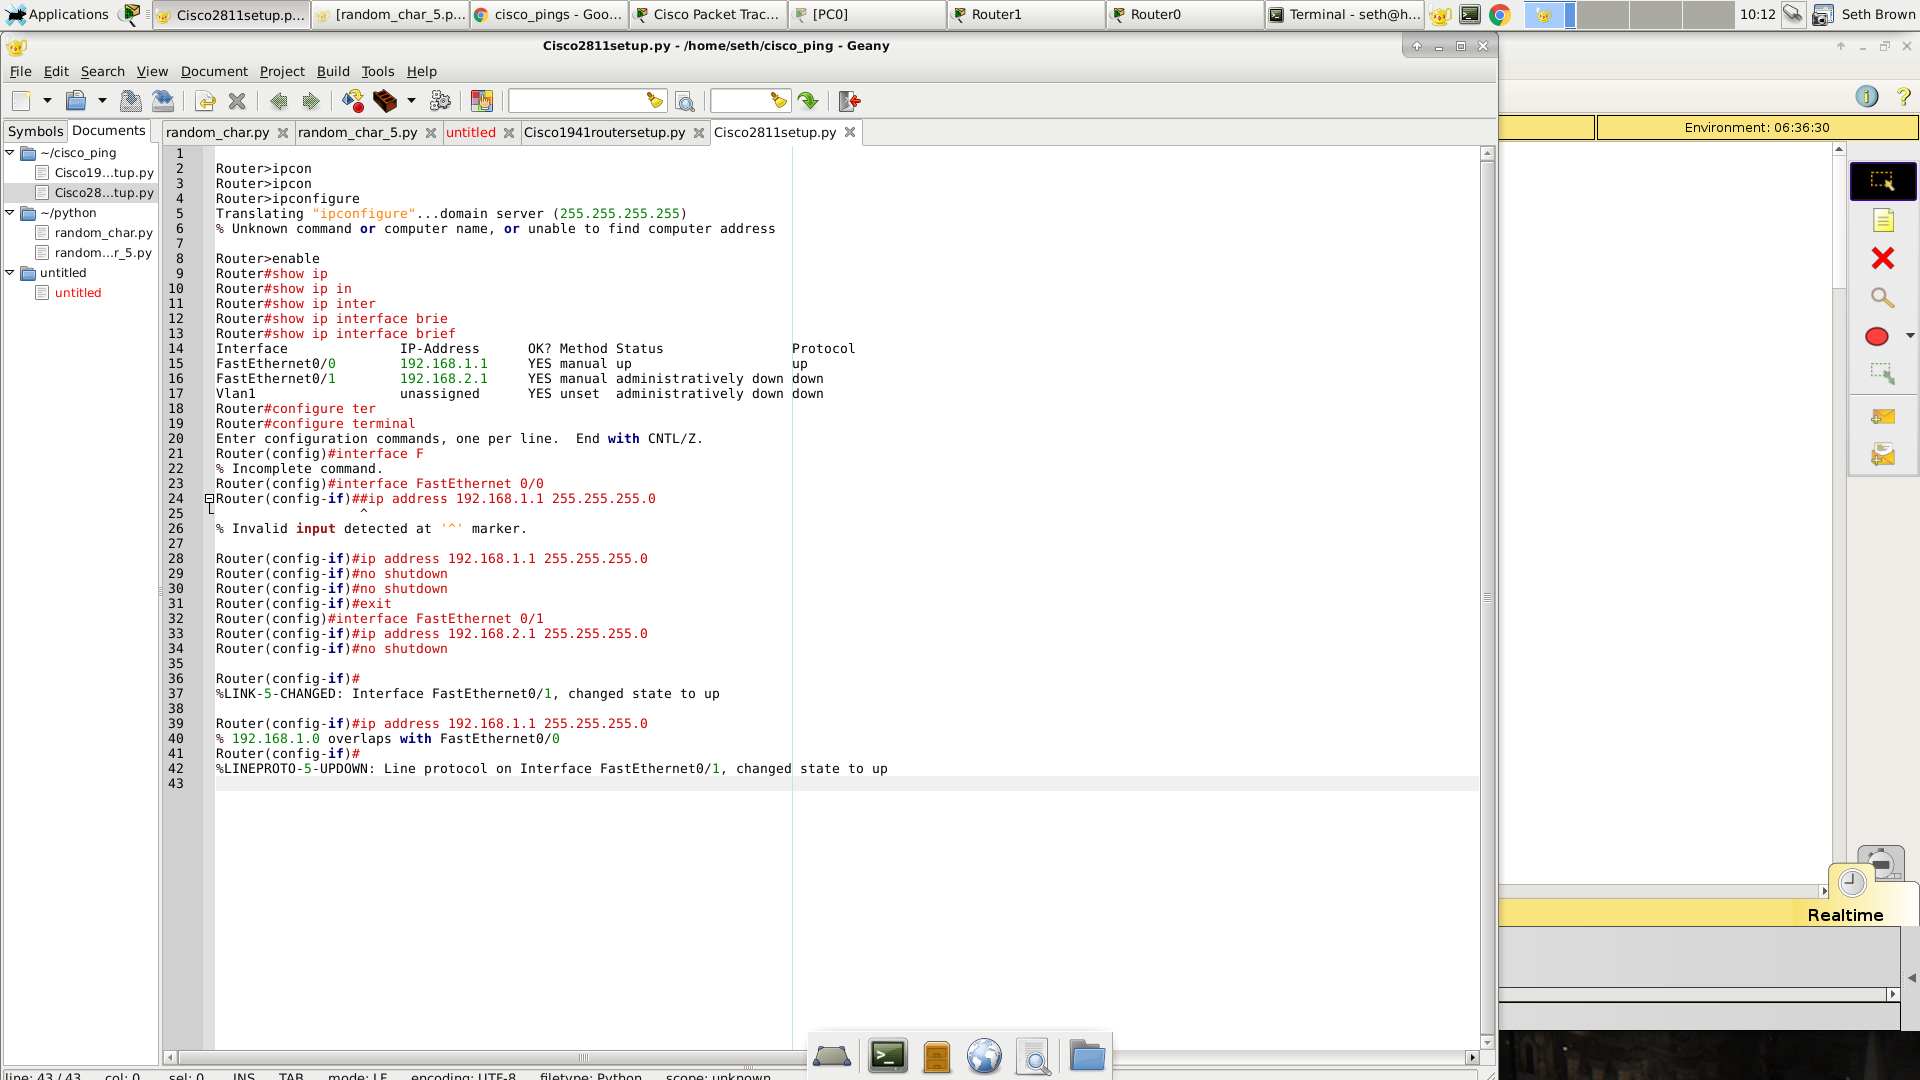 Applications
Cisco2811setup.p...
[random_char_5.p...
cisco_pings - Goo...
Cisco Packet Trac...
[PC0]
Router1
Router0
Terminal - seth@h...
10:12
Seth Brown
Cisco2811setup.py - /home/seth/cisco_ping - Geany
File Edit Search View Document Project Build Tools Help
Symbols Documents
random_char.py random_char_5.py untitled Cisco1941routersetup.py Cisco2811setup.py
Environment: 06:36:30
~/cisco_ping
Cisco19...tup.py
Cisco28...tup.py
~/python
random_char.py
random...r_5.py
untitled
untitled
1
2 Router>ipcon
3 Router>ipcon
4 Router>ipconfigure
5 Translating "ipconfigure"...domain server (255.255.255.255)
6 % Unknown command or computer name, or unable to find computer address
7
8 Router>enable
9 Router#show ip
10 Router#show ip in
11 Router#show ip inter
12 Router#show ip interface brie
13 Router#show ip interface brief
14 Interface              IP-Address      OK? Method Status                Protocol
15 FastEthernet0/0        192.168.1.1     YES manual up                    up
16 FastEthernet0/1        192.168.2.1     YES manual administratively down down
17 Vlan1                  unassigned      YES unset  administratively down down
18 Router#configure ter
19 Router#configure terminal
20 Enter configuration commands, one per line.  End with CNTL/Z.
21 Router(config)#interface F
22 % Incomplete command.
23 Router(config)#interface FastEthernet 0/0
24 Router(config-if)##ip address 192.168.1.1 255.255.255.0
25                   ^
26 % Invalid input detected at '^' marker.
27
28 Router(config-if)#ip address 192.168.1.1 255.255.255.0
29 Router(config-if)#no shutdown
30 Router(config-if)#no shutdown
31 Router(config-if)#exit
32 Router(config)#interface FastEthernet 0/1
33 Router(config-if)#ip address 192.168.2.1 255.255.255.0
34 Router(config-if)#no shutdown
35
36 Router(config-if)#
37 %LINK-5-CHANGED: Interface FastEthernet0/1, changed state to up
38
39 Router(config-if)#ip address 192.168.1.1 255.255.255.0
40 % 192.168.1.0 overlaps with FastEthernet0/0
41 Router(config-if)#
42 %LINEPROTO-5-UPDOWN: Line protocol on Interface FastEthernet0/1, changed state to up
43
Realtime
line: 43 / 43 col: 0 sel: 0 INS TAB mode: LF encoding: UTF-8 filetype: Python scope: unknown